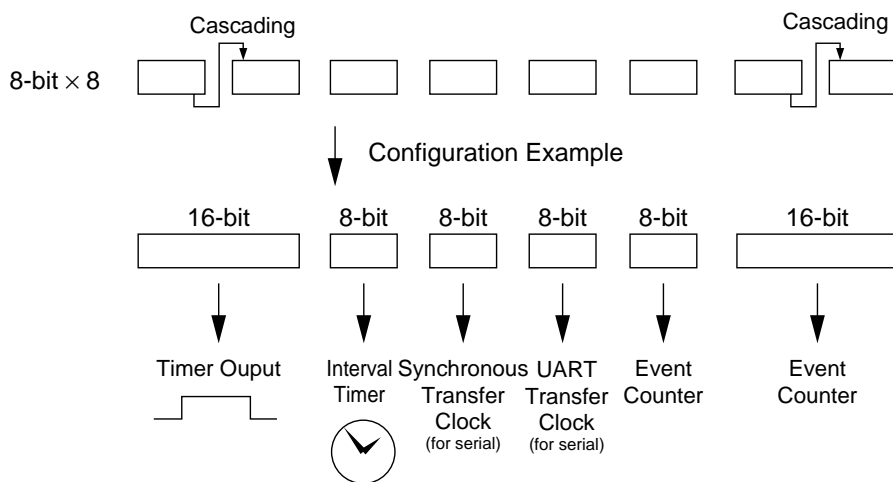 Cascading
Cascading
8-bit × 8
Configuration Example
16-bit
8-bit
8-bit
8-bit
8-bit
16-bit
Timer Ouput
Interval
Timer
Synchronous
Transfer
Clock
(for serial)
UART
Transfer
Clock
(for serial)
Event
Counter
Event
Counter